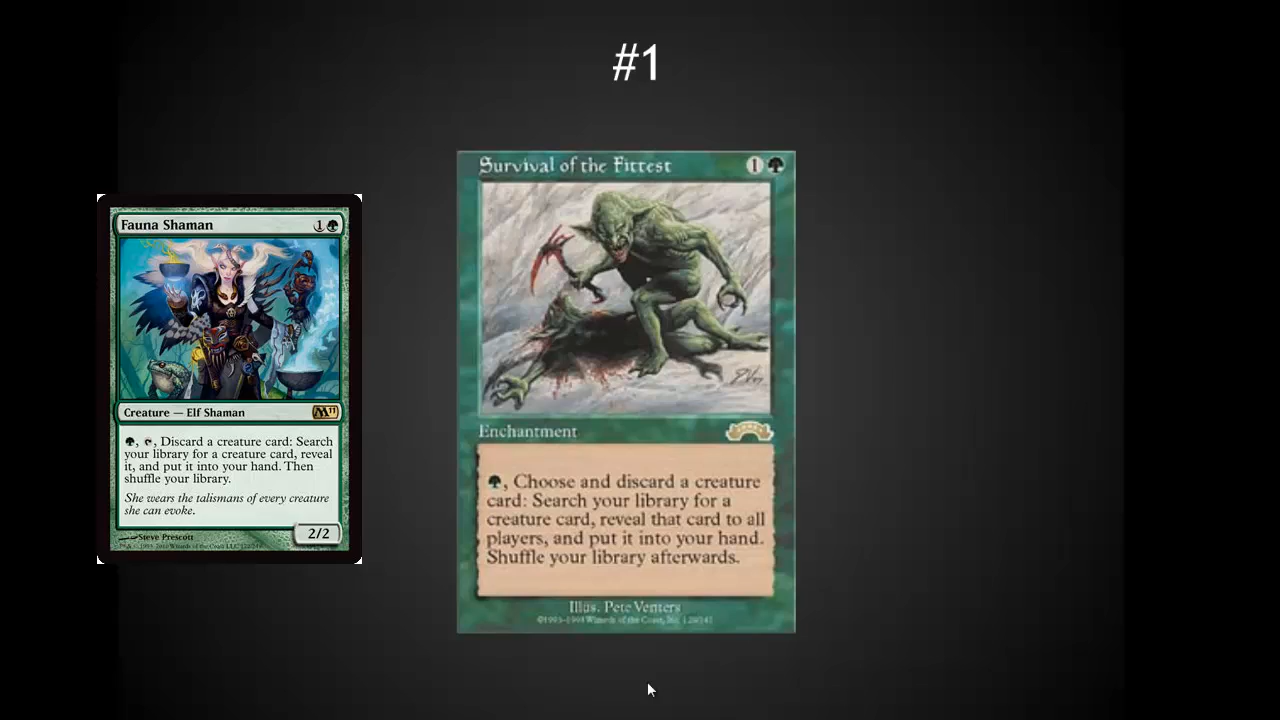 #1
Fauna Shaman 1
Creature — Elf Shaman
, , Discard a creature card: Search
your library for a creature card, reveal
it, and put it into your hand. Then
shuffle your library.
She wears the talismans of every creature
she can evoke.
2/2
Steve Prescott
Survival of the Fittest 1
Enchantment
, Choose and discard a creature
card: Search your library for a
creature card, reveal that card to all
players, and put it into your hand.
Shuffle your library afterwards.
Illus. Pete Venters